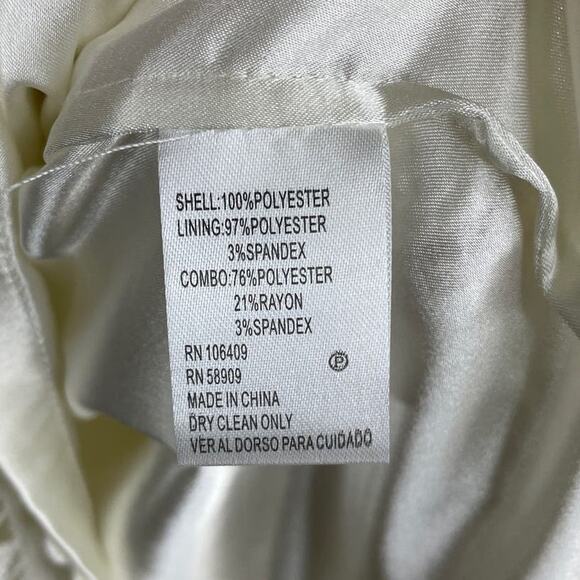 SHELL:100%POLYESTER
LINING:97%POLYESTER
3%SPANDEX
COMBO:76%POLYESTER
21%RAYON
3%SPANDEX
RN 106409
P
RN 58909
MADE IN CHINA
DRY CLEAN ONLY
VER AL DORSO PARA CUIDADO